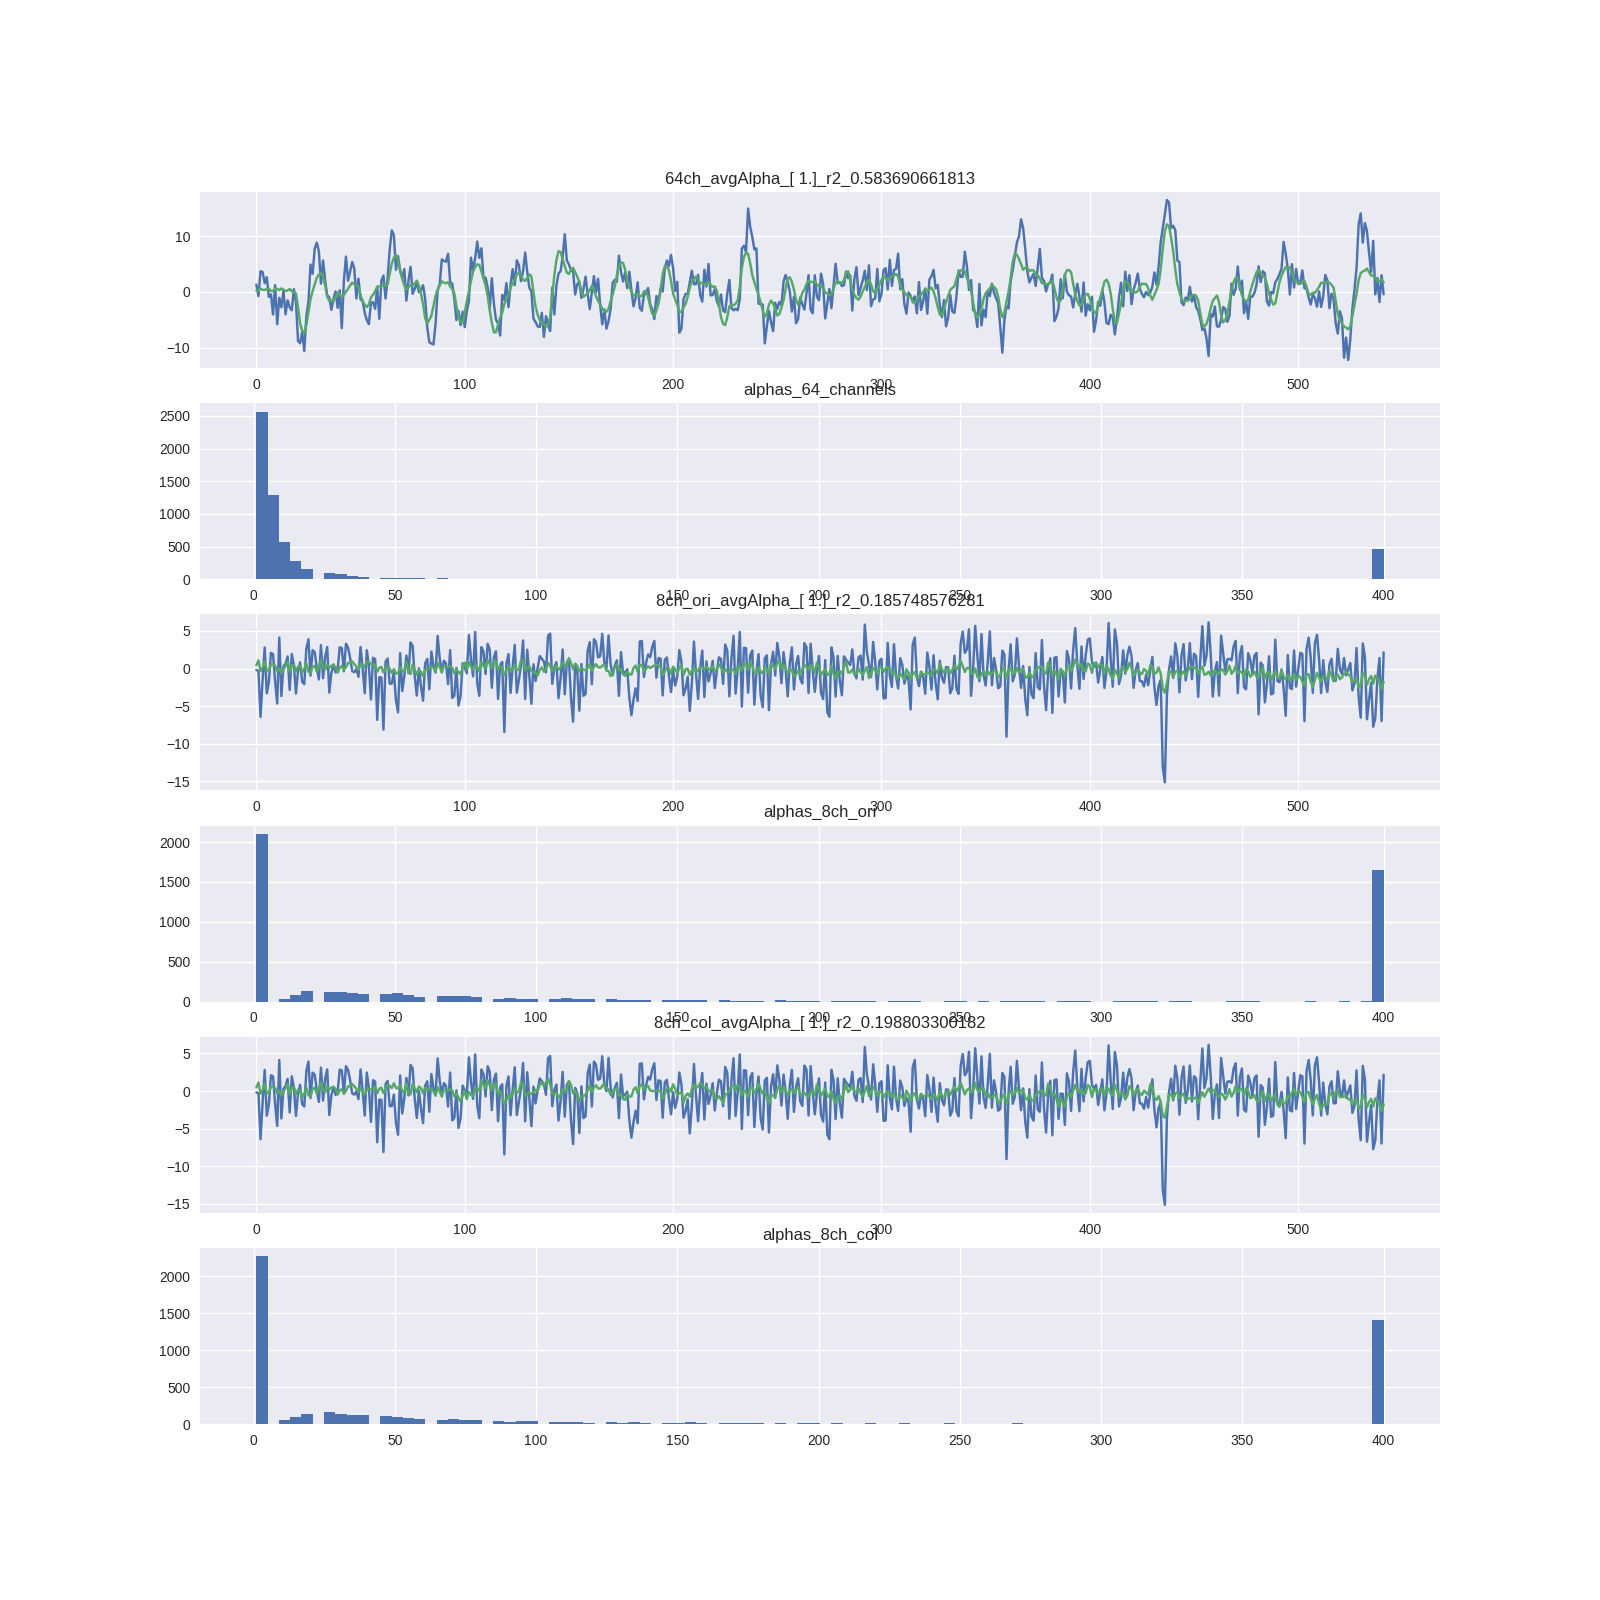 64ch_avgAlpha_[ 1.]_r2_0.583690661813
10
0
−10
0 100 200 300 400 500
alphas_64_channels
2500
2000
1500
1000
500
0
0 50 100 150 200 250 300 350 400
8ch_ori_avgAlpha_[ 1.]_r2_0.185748576281
5
0
−5
−10
−15
0 100 200 300 400 500
alphas_8ch_ori
2000
1500
1000
500
0
0 50 100 150 200 250 300 350 400
8ch_col_avgAlpha_[ 1.]_r2_0.198803300182
5
0
−5
−10
−15
0 100 200 300 400 500
alphas_8ch_col
2000
1500
1000
500
0
0 50 100 150 200 250 300 350 400